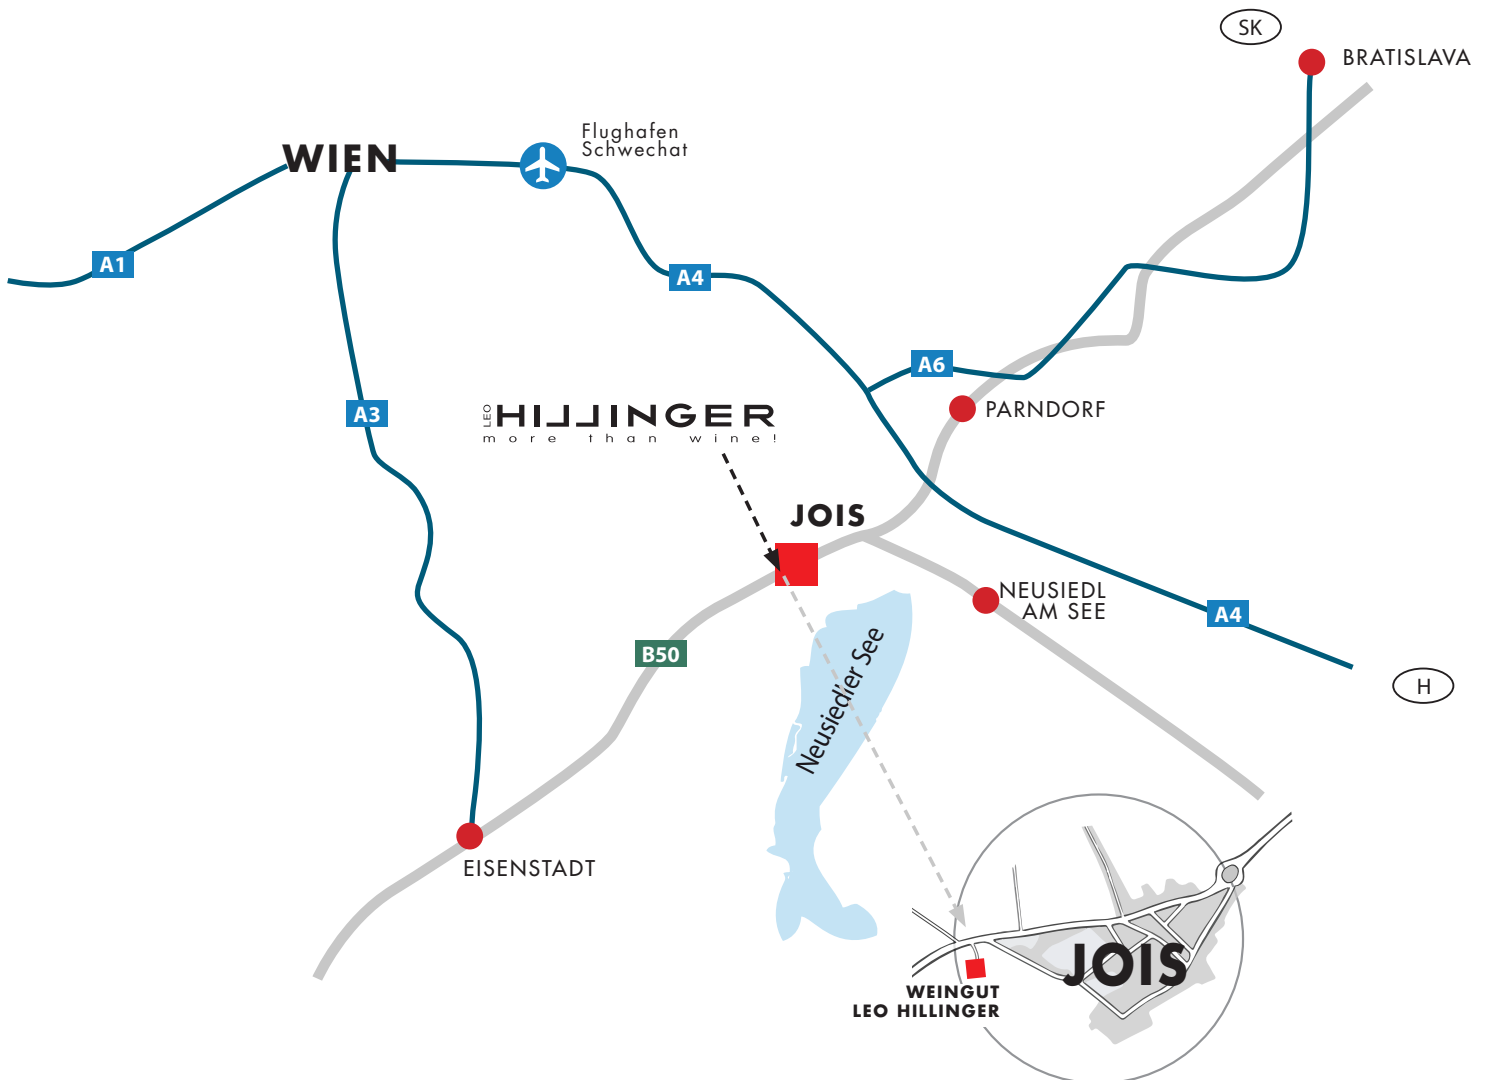 SK
BRATISLAVA
Flughafen
Schwechat
WIEN
A1
A4
A6
A3
LEO
HILLINGER
more than wine!
PARNDORF
JOIS
NEUSIEDL
AM SEE
A4
B50
Neusiedler See
H
EISENSTADT
JOIS
WEINGUT
LEO HILLINGER